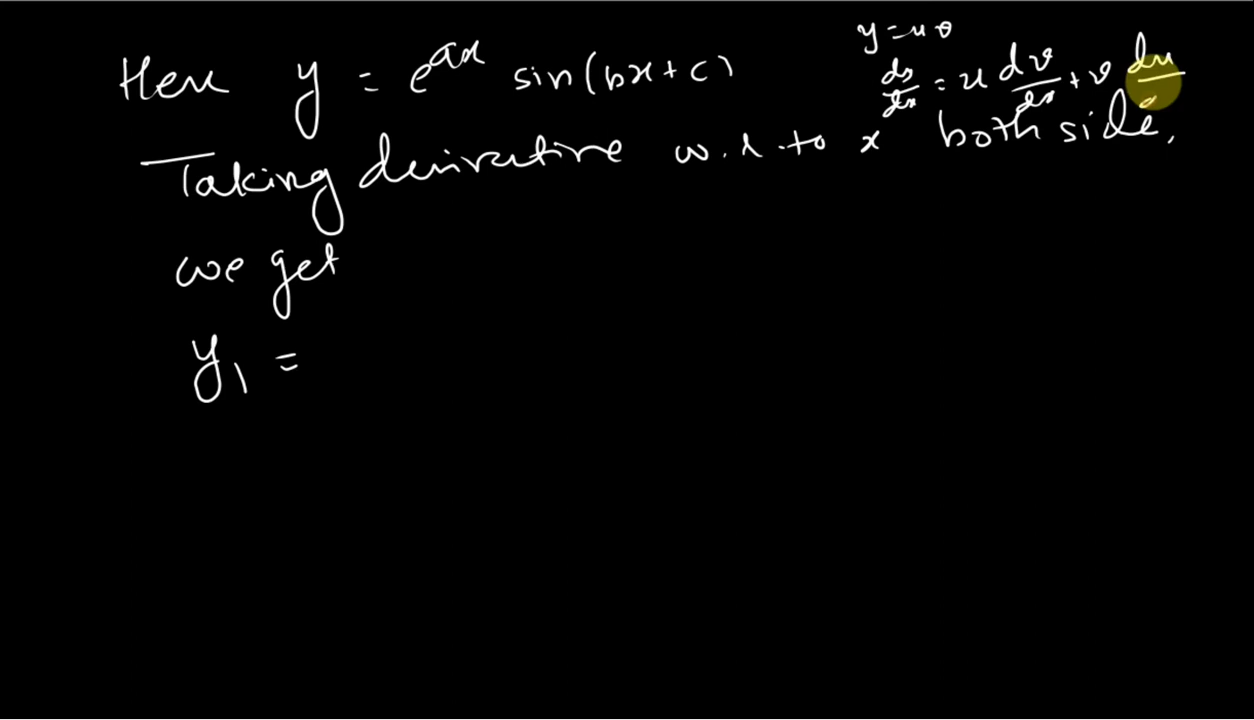 Here y = e^ax sin(bx+c)
y = uv
dy/dx = u dv/dx + v du/dx
Taking derivative w.r.to x both side.
we get
y₁ =